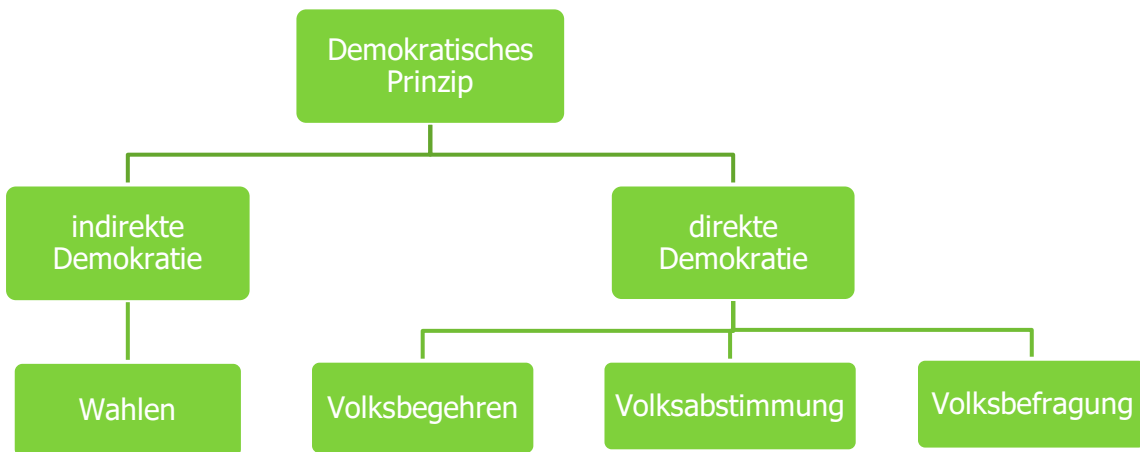 Demokratisches
Prinzip
indirekte
Demokratie
direkte
Demokratie
Wahlen
Volksbegehren
Volksabstimmung
Volksbefragung